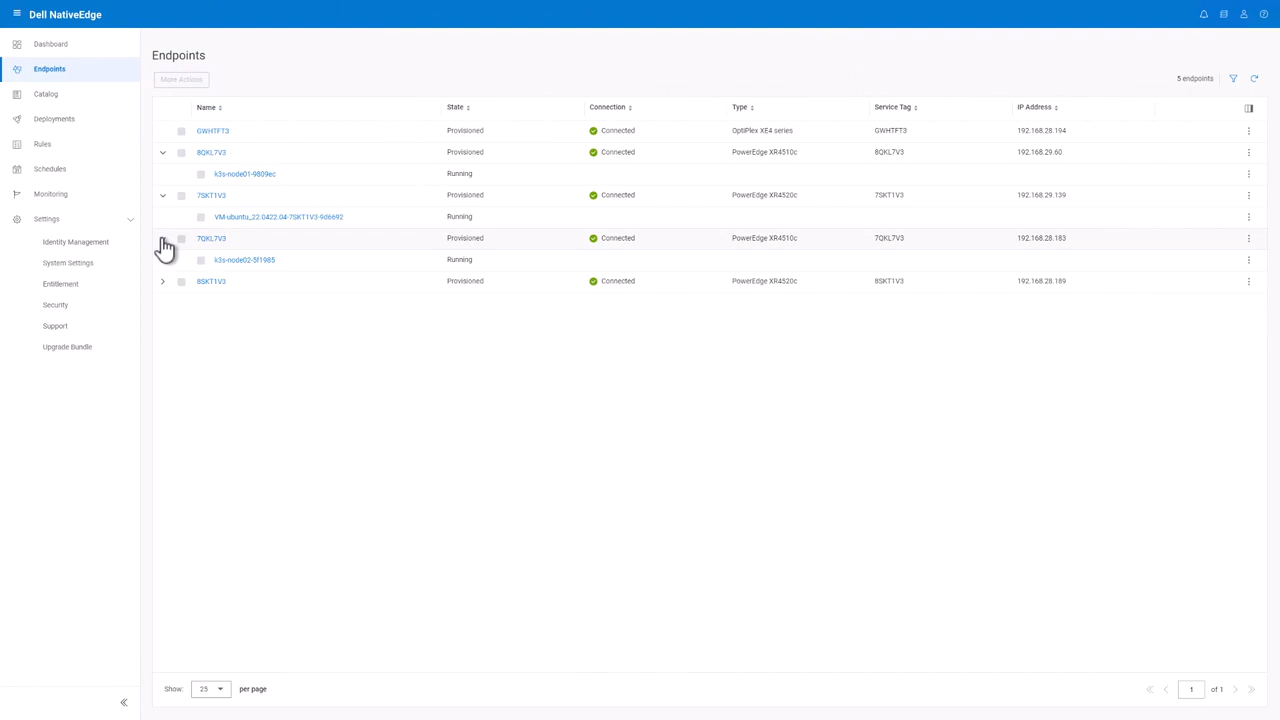 Dell NativeEdge
Dashboard
Endpoints
Catalog
Deployments
Rules
Schedules
Monitoring
Settings
Identity Management
System Settings
Entitlement
Security
Support
Upgrade Bundle
Endpoints
More Actions
5 endpoints
Name State Connection Type Service Tag IP Address
GWHTFT3 Provisioned Connected OptiPlex XE4 series GWHTFT3 192.168.28.194
8QKL7V3 Provisioned Connected PowerEdge XR4510c 8QKL7V3 192.168.29.60
k3s-node01-9809ec Running
7SKT1V3 Provisioned Connected PowerEdge XR4520c 7SKT1V3 192.168.29.139
VM-ubuntu_22.0422.04-7SKT1V3-9d6692 Running
7QKL7V3 Provisioned Connected PowerEdge XR4510c 7QKL7V3 192.168.28.183
k3s-node02-5f1985 Running
8SKT1V3 Provisioned Connected PowerEdge XR4520c 8SKT1V3 192.168.28.189
Show: 25 per page
1 of 1